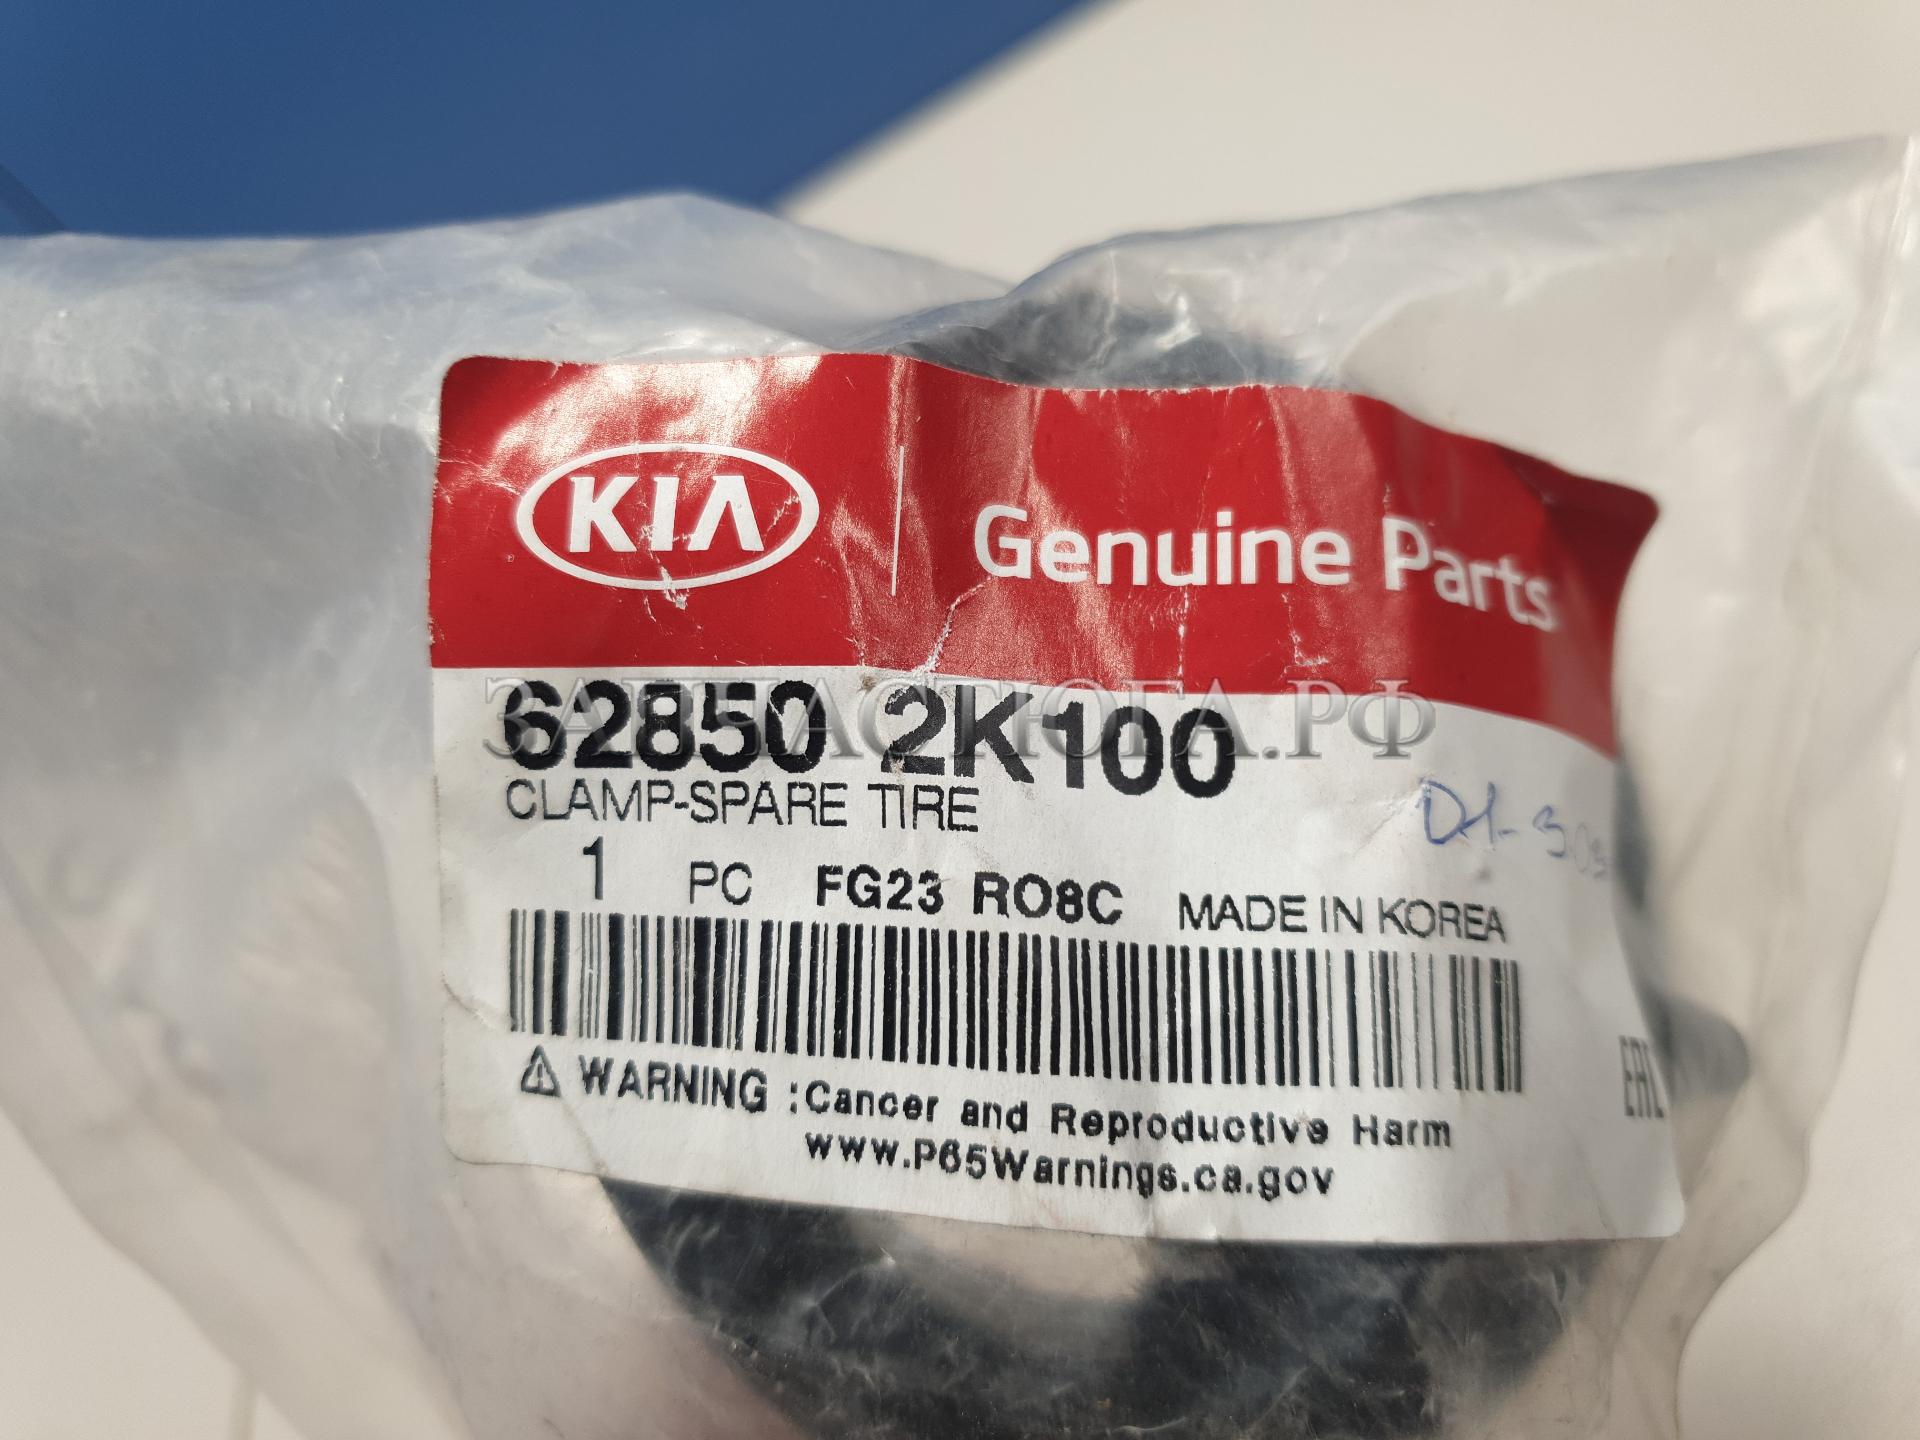 KIA
Genuine Parts
62850 2K100
ЗАПЧАСТЮГА.РФ
CLAMP-SPARE TIRE
1 PC FG23 RO8C MADE IN KOREA
WARNING :Cancer and Reproductive Harm
www.P65Warnings.ca.gov